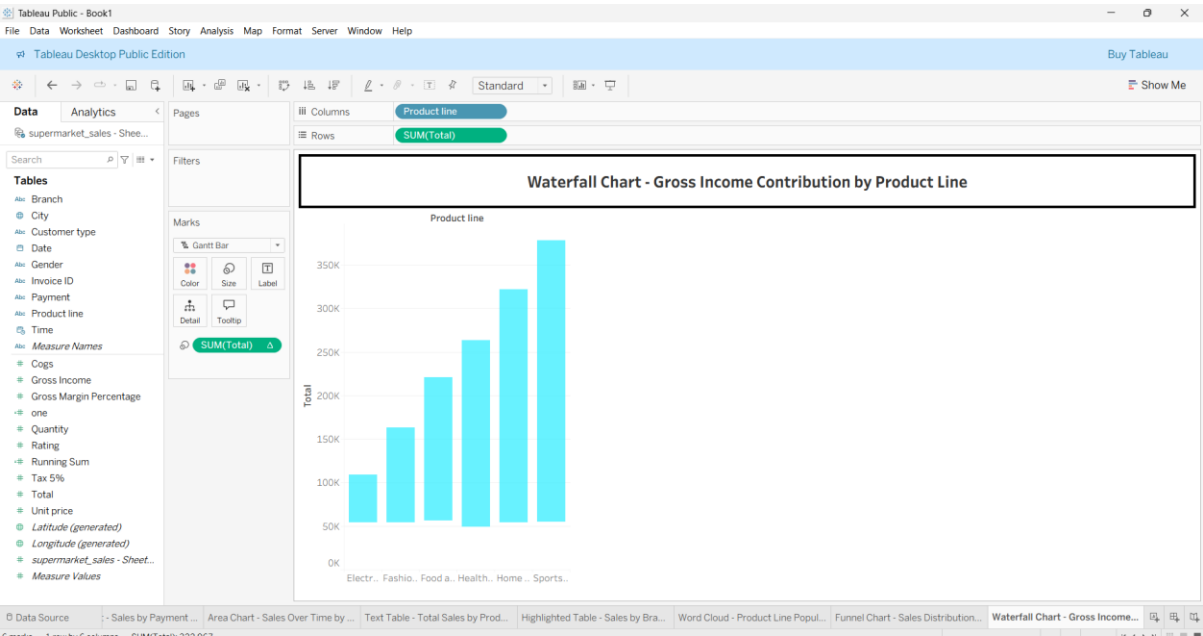 Tableau Public - Book1
File Data Worksheet Dashboard Story Analysis Map Format Server Window Help
Tableau Desktop Public Edition
Buy Tableau
Standard
Show Me
Data
Analytics
supermarket_sales - Shee...
Search
Tables
Abc Branch
City
Abc Customer type
Date
Abc Gender
Abc Invoice ID
Abc Payment
Abc Product line
Time
Abc Measure Names
# Cogs
# Gross Income
# Gross Margin Percentage
=# one
# Quantity
# Rating
=# Running Sum
# Tax 5%
# Total
# Unit price
Latitude (generated)
Longitude (generated)
# supermarket_sales - Sheet...
# Measure Values
Pages
Filters
Marks
Gantt Bar
Color Size Label
Detail Tooltip
SUM(Total) Δ
Columns
Product line
Rows
SUM(Total)
Waterfall Chart - Gross Income Contribution by Product Line
Product line
Total
350K
300K
250K
200K
150K
100K
50K
0K
Electr.. Fashio.. Food a.. Health.. Home .. Sports..
Data Source
:- Sales by Payment ...
Area Chart - Sales Over Time by ...
Text Table - Total Sales by Prod...
Highlighted Table - Sales by Bra...
Word Cloud - Product Line Popul...
Funnel Chart - Sales Distribution...
Waterfall Chart - Gross Income...